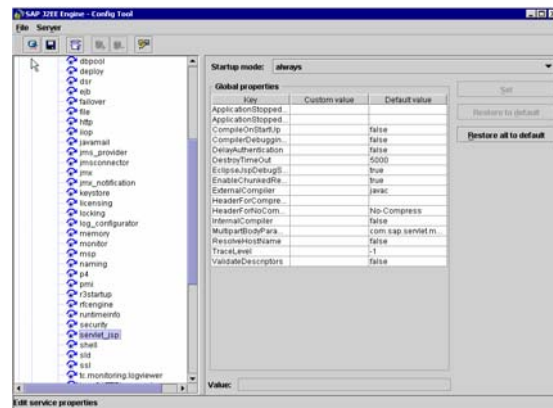 SAP J2EE Engine - Config Tool
File Server
dbpool
deploy
dsr
ejb
failover
file
http
iiop
javamail
jms_provider
jmsconnector
jmx
jmx_notification
keystore
licensing
locking
log_configurator
memory
monitor
msp
naming
p4
pmi
r3startup
rfcengine
runtimeinfo
security
servlet_jsp
shell
sld
ssl
tc.monitoring.logviewer
Startup mode: always
Global properties
Key Custom value Default value
ApplicationStopped...
ApplicationStopped...
CompileOnStartUp false
CompilerDebuggin... false
DelayAuthentication false
DestroyTimeOut 5000
EclipseJspDebugS... true
EnableChunkedRe... true
ExternalCompiler javac
HeaderForCompre...
HeaderForNoCom... No-Compress
InternalCompiler false
MultipartBodyPara... com.sap.servlet.m...
ResolveHostName false
TraceLevel -1
ValidateDescriptors false
Set
Restore to default
Restore all to default
Value:
Edit service properties